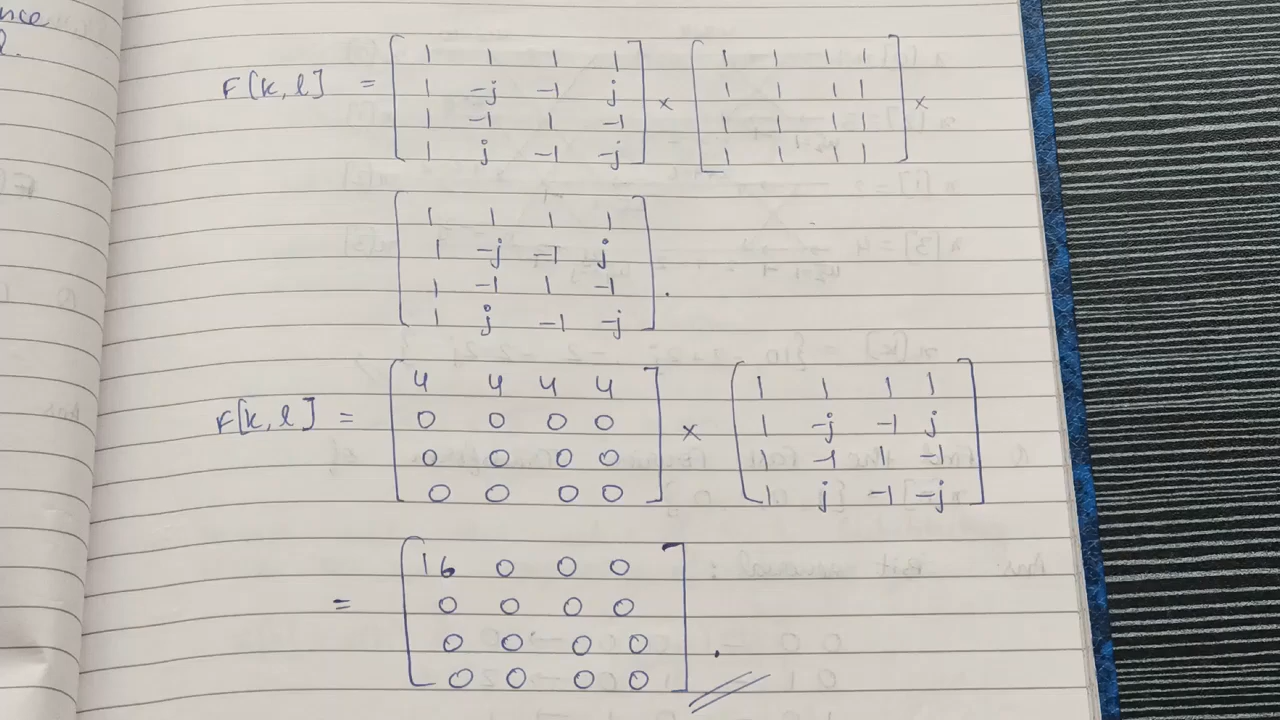 nce
F[k, l] =
1 1 1 1
1 -j -1 j
1 -1 1 -1
1 j -1 -j
×
1 1 1 1
1 1 1 1
1 1 1 1
1 1 1 1
×
1 1 1 1
1 -j -1 j
1 -1 1 -1
1 j -1 -j
.
F[k, l] =
4 4 4 4
0 0 0 0
0 0 0 0
0 0 0 0
×
1 1 1 1
1 -j -1 j
1 -1 1 -1
1 j -1 -j
=
16 0 0 0
0 0 0 0
0 0 0 0
0 0 0 0
.